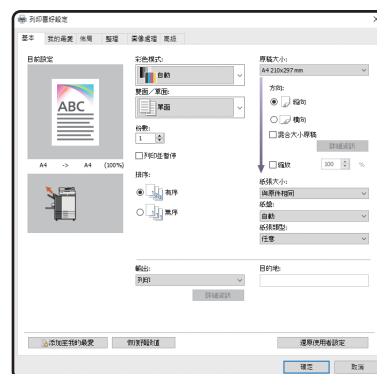 列印喜好設定
基本 我的最愛 佈局 整理 影像處理 高級
目前設定
ABC
A4 -> A4 (100%)
彩色模式:
自動
雙面／單面:
單面
份數:
1
列印並暫停
排序:
有序
無序
輸出:
列印
詳細資訊
原稿大小:
A4 210x297 mm
方向:
縱向
橫向
混合大小原稿
詳細資訊
縮放 100 %
紙張大小:
與原件相同
紙盤:
自動
紙張類型:
任意
目的地:
添加至我的最愛 恢復預設值 還原使用者設定
確定 取消